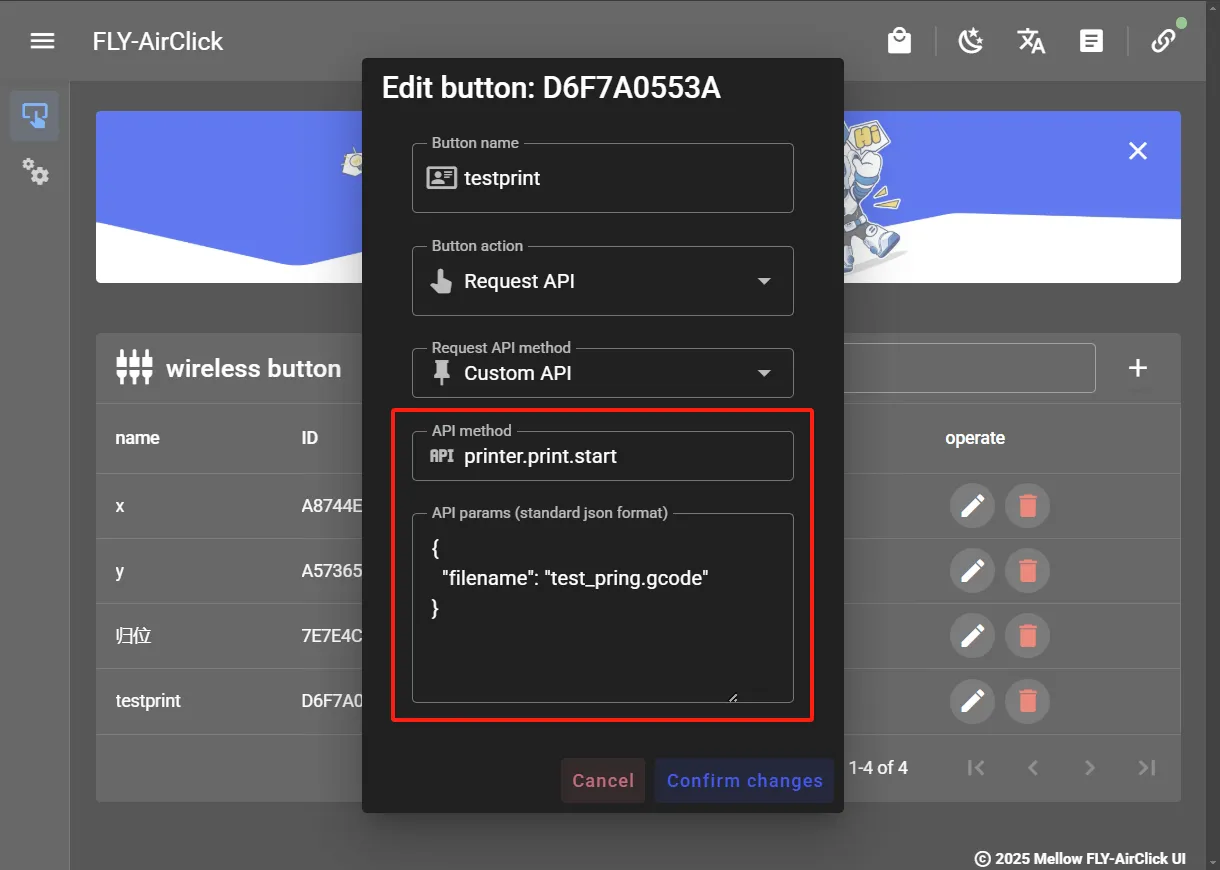 FLY-AirClick
Edit button: D6F7A0553A
Hi
Button name
testprint
Button action
Request API
Request API method
Custom API
API method
API printer.print.start
API params (standard json format)
{
"filename": "test_pring.gcode"
}
Cancel
Confirm changes
wireless button
name ID operate
x A8744E
y A57365
归位 7E7E4C
testprint D6F7A0
1-4 of 4
© 2025 Mellow FLY-AirClick UI